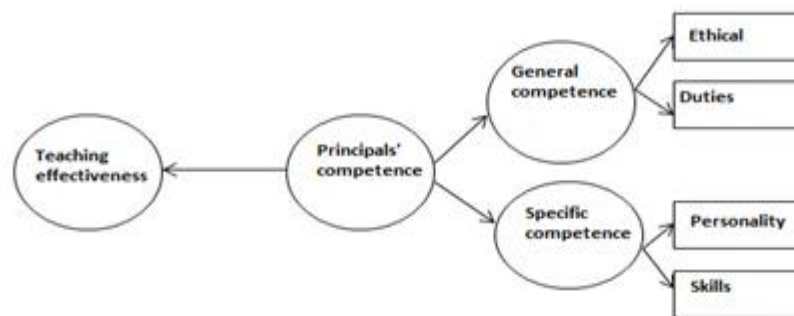 Teaching
effectiveness
Principals'
competence
General
competence
Ethical
Duties
Specific
competence
Personality
Skills